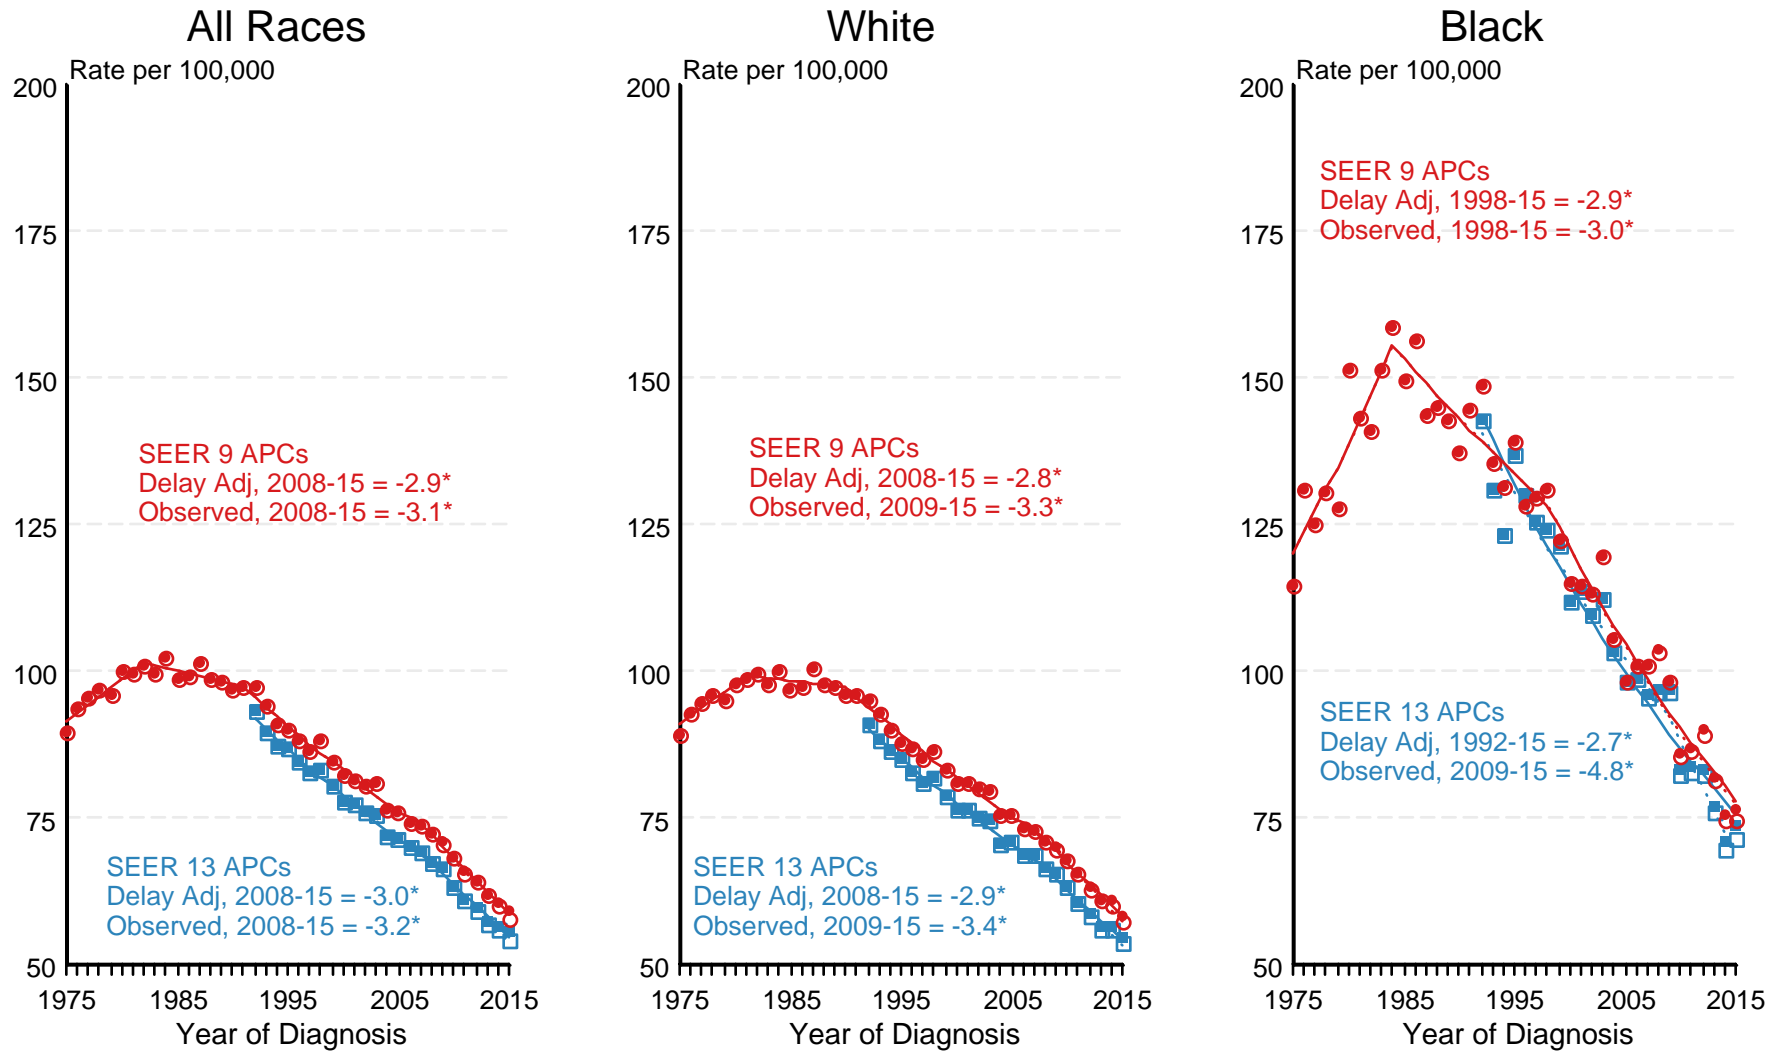 All Races
Rate per 100,000
200
175
150
125
100
75
50
SEER 9 APCs
Delay Adj, 2008-15 = -2.9*
Observed, 2008-15 = -3.1*
SEER 13 APCs
Delay Adj, 2008-15 = -3.0*
Observed, 2008-15 = -3.2*
1975 1985 1995 2005 2015
Year of Diagnosis
White
Rate per 100,000
200
175
150
125
100
75
50
SEER 9 APCs
Delay Adj, 2008-15 = -2.8*
Observed, 2009-15 = -3.3*
SEER 13 APCs
Delay Adj, 2008-15 = -2.9*
Observed, 2009-15 = -3.4*
1975 1985 1995 2005 2015
Year of Diagnosis
Black
Rate per 100,000
200
175
150
125
100
75
50
SEER 9 APCs
Delay Adj, 1998-15 = -2.9*
Observed, 1998-15 = -3.0*
SEER 13 APCs
Delay Adj, 1992-15 = -2.7*
Observed, 2009-15 = -4.8*
1975 1985 1995 2005 2015
Year of Diagnosis